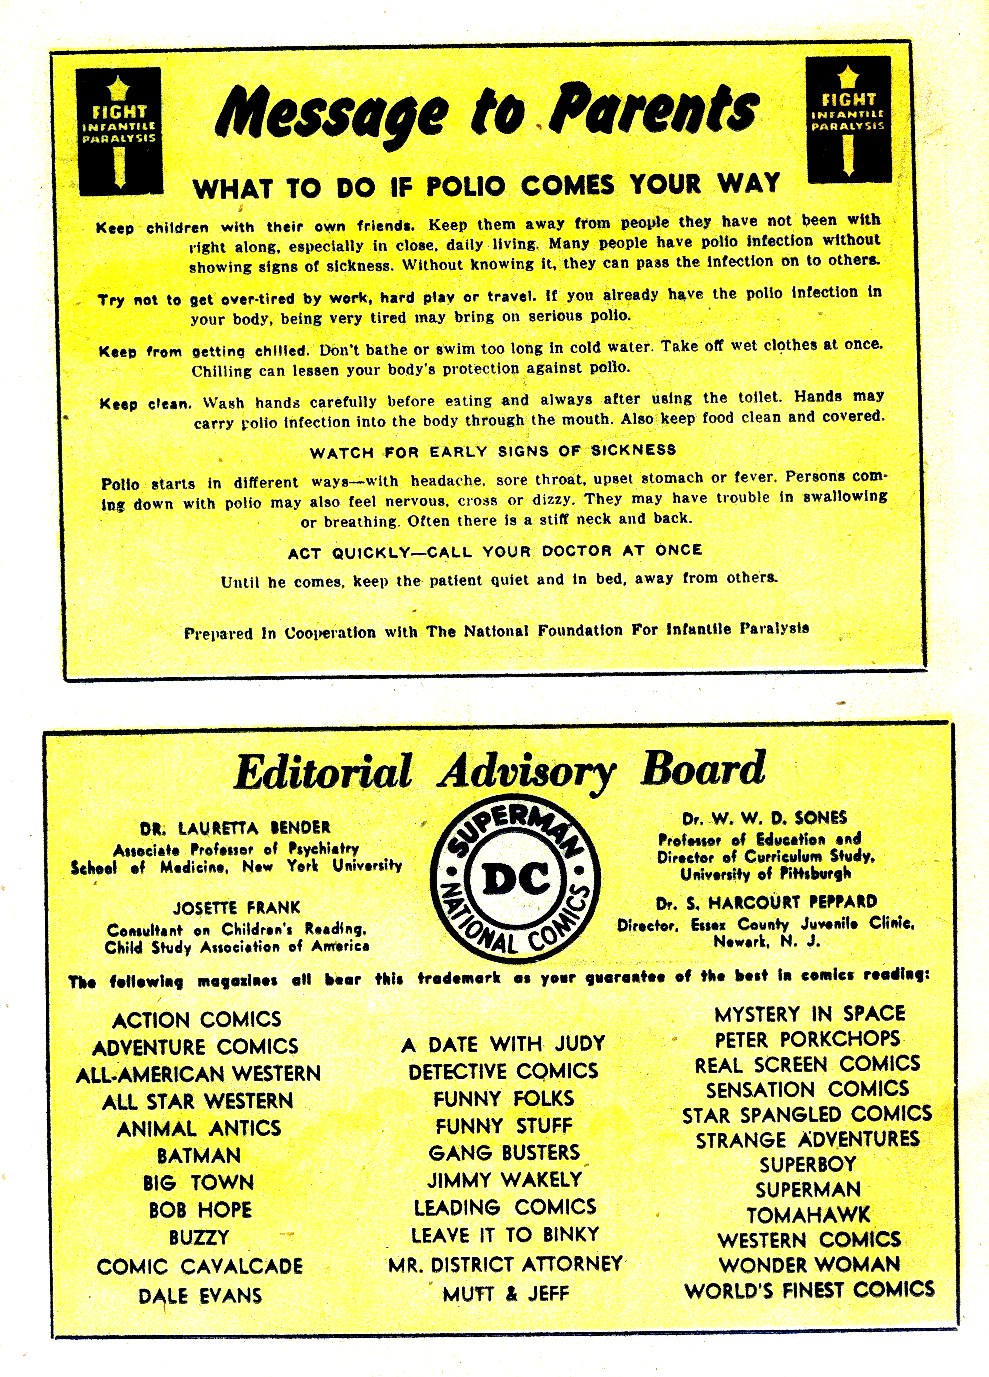 FIGHT
INFANTILE
PARALYSIS
Message to Parents
FIGHT
INFANTILE
PARALYSIS
WHAT TO DO IF POLIO COMES YOUR WAY
Keep children with their own friends. Keep them away from people they have not been with
right along, especially in close, daily living. Many people have polio infection without
showing signs of sickness. Without knowing it, they can pass the infection on to others.
Try not to get over-tired by work, hard play or travel. If you already have the polio infection in
your body, being very tired may bring on serious polio.
Keep from getting chilled. Don't bathe or swim too long in cold water. Take off wet clothes at once.
Chilling can lessen your body's protection against polio.
Keep clean. Wash hands carefully before eating and always after using the toilet. Hands may
carry polio infection into the body through the mouth. Also keep food clean and covered.
WATCH FOR EARLY SIGNS OF SICKNESS
Polio starts in different ways—with headache, sore throat, upset stomach or fever. Persons com-
ing down with polio may also feel nervous, cross or dizzy. They may have trouble in swallowing
or breathing. Often there is a stiff neck and back.
ACT QUICKLY—CALL YOUR DOCTOR AT ONCE
Until he comes, keep the patient quiet and in bed, away from others.
Prepared In Cooperation with The National Foundation For Infantile Paralysis
Editorial Advisory Board
DR. LAURETTA BENDER
Associate Professor of Psychiatry
School of Medicine, New York University
JOSETTE FRANK
Consultant on Children's Reading,
Child Study Association of America
SUPERMAN
DC
NATIONAL COMICS
Dr. W. W. D. SONES
Professor of Education and
Director of Curriculum Study,
University of Pittsburgh
Dr. S. HARCOURT PEPPARD
Director, Essex County Juvenile Clinic,
Newark, N. J.
The following magazines all bear this trademark as your guarantee of the best in comics reading:
ACTION COMICS
ADVENTURE COMICS
ALL-AMERICAN WESTERN
ALL STAR WESTERN
ANIMAL ANTICS
BATMAN
BIG TOWN
BOB HOPE
BUZZY
COMIC CAVALCADE
DALE EVANS
A DATE WITH JUDY
DETECTIVE COMICS
FUNNY FOLKS
FUNNY STUFF
GANG BUSTERS
JIMMY WAKELY
LEADING COMICS
LEAVE IT TO BINKY
MR. DISTRICT ATTORNEY
MUTT & JEFF
MYSTERY IN SPACE
PETER PORKCHOPS
REAL SCREEN COMICS
SENSATION COMICS
STAR SPANGLED COMICS
STRANGE ADVENTURES
SUPERBOY
SUPERMAN
TOMAHAWK
WESTERN COMICS
WONDER WOMAN
WORLD'S FINEST COMICS